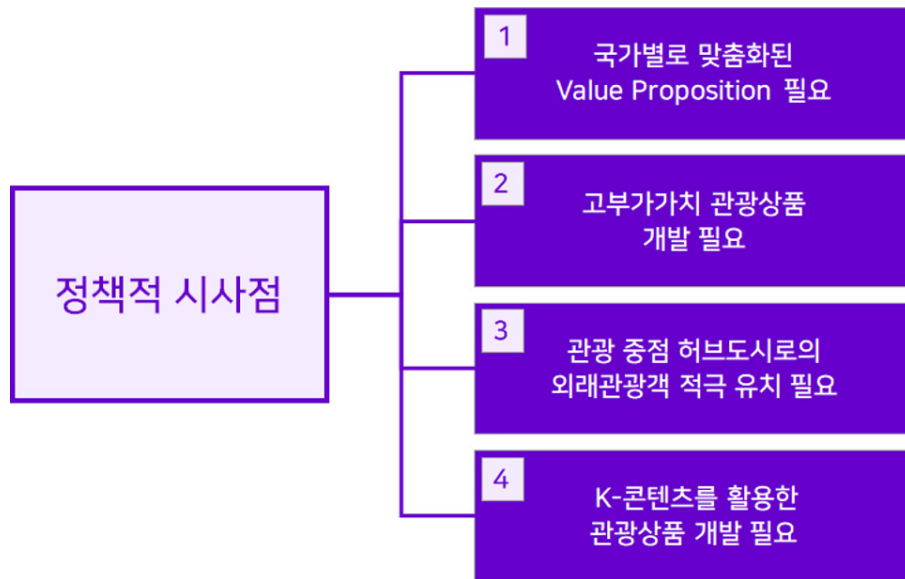 정책적 시사점
1
국가별로 맞춤화된
Value Proposition 필요
2
고부가가치 관광상품
개발 필요
3
관광 중점 허브도시로의
외래관광객 적극 유치 필요
4
K-콘텐츠를 활용한
관광상품 개발 필요